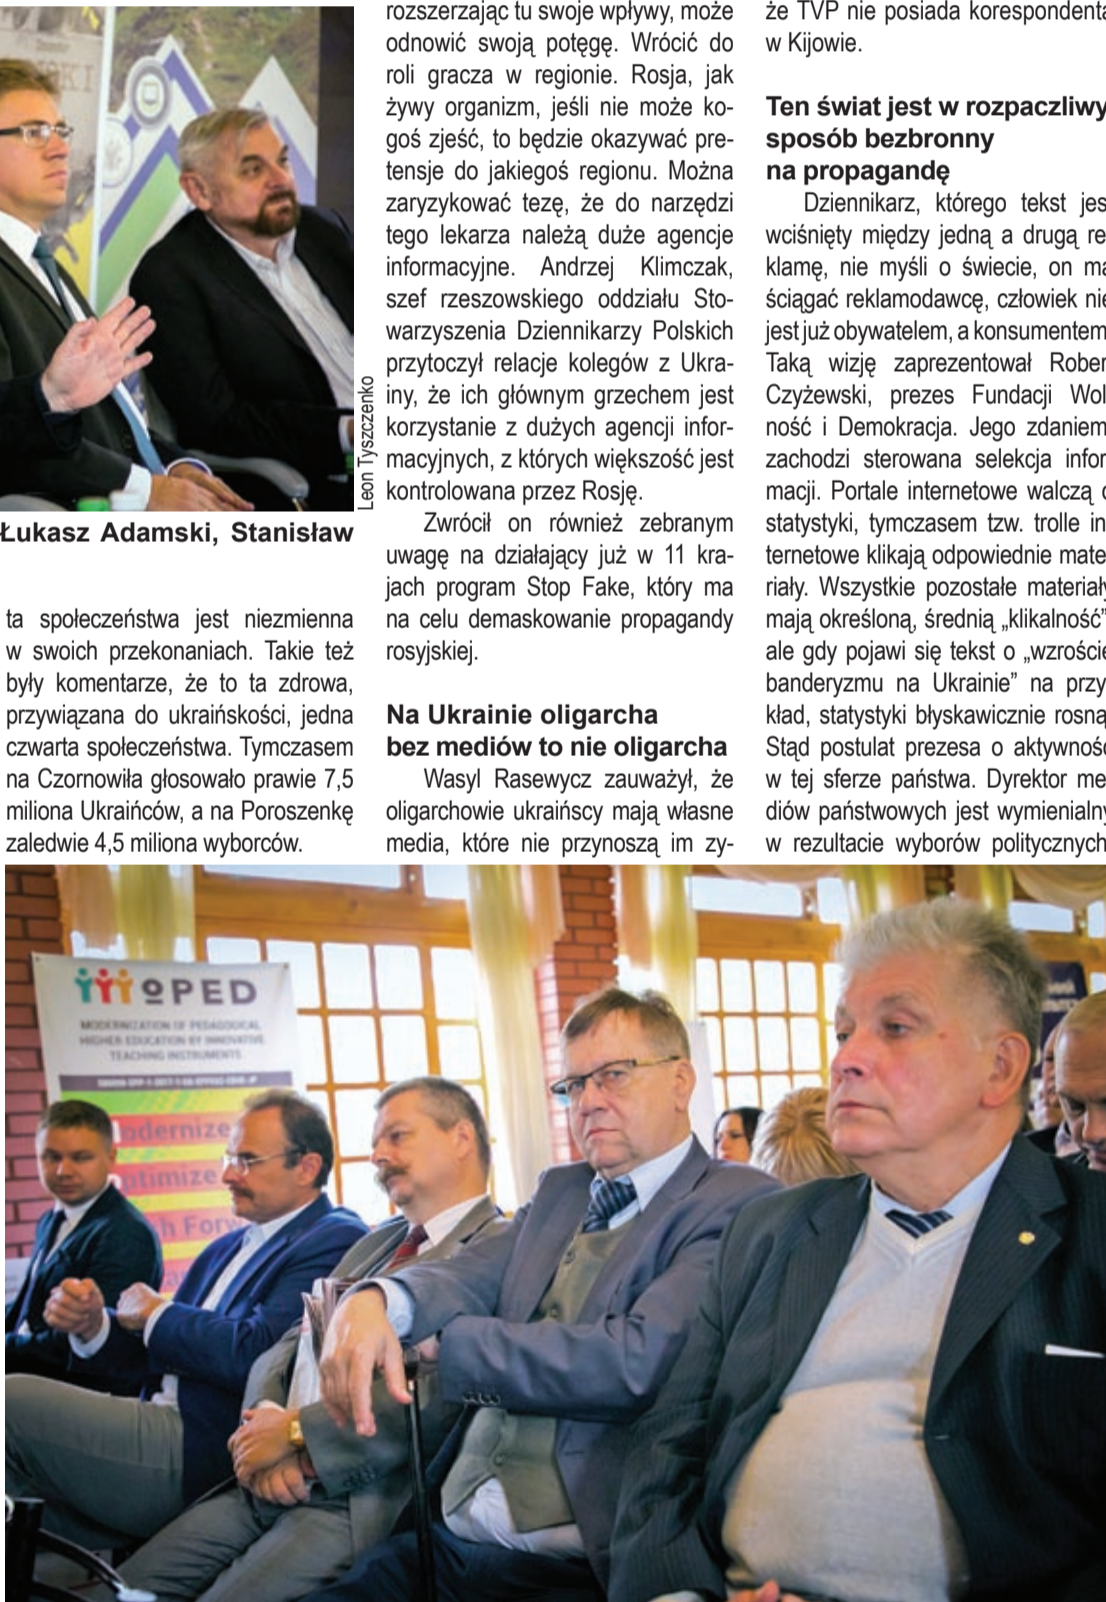 Leon Tyszczenko
Łukasz Adamski, Stanisław
ta społeczeństwa jest niezmienna
w swoich przekonaniach. Takie też
były komentarze, że to ta zdrowa,
przywiązana do ukraińskości, jedna
czwarta społeczeństwa. Tymczasem
na Czornowiła głosowało prawie 7,5
miliona Ukraińców, a na Poroszenkę
zaledwie 4,5 miliona wyborców.
rozszerzając tu swoje wpływy, może
odnowić swoją potęgę. Wrócić do
roli gracza w regionie. Rosja, jak
żywy organizm, jeśli nie może ko-
goś zjeść, to będzie okazywać pre-
tensje do jakiegoś regionu. Można
zaryzykować tezę, że do narzędzi
tego lekarza należą duże agencje
informacyjne. Andrzej Klimczak,
szef rzeszowskiego oddziału Sto-
warzyszenia Dziennikarzy Polskich
przytoczył relacje kolegów z Ukra-
iny, że ich głównym grzechem jest
korzystanie z dużych agencji infor-
macyjnych, z których większość jest
kontrolowana przez Rosję.
Zwrócił on również zebranym
uwagę na działający już w 11 kra-
jach program Stop Fake, który ma
na celu demaskowanie propagandy
rosyjskiej.
Na Ukrainie oligarcha
bez mediów to nie oligarcha
Wasyl Rasewycz zauważył, że
oligarchowie ukraińscy mają własne
media, które nie przynoszą im zy-
że TVP nie posiada korespondenta
w Kijowie.
Ten świat jest w rozpaczliwy
sposób bezbronny
na propagandę
Dziennikarz, którego tekst jes
wciśnięty między jedną a drugą re
klamę, nie myśli o świecie, on ma
ściągać reklamodawcę, człowiek nie
jest już obywatelem, a konsumentem
Taką wizję zaprezentował Rober
Czyżewski, prezes Fundacji Wol
ność i Demokracja. Jego zdaniem
zachodzi sterowana selekcja infor
macji. Portale internetowe walczą o
statystyki, tymczasem tzw. trolle in
ternetowe klikają odpowiednie mate
riały. Wszystkie pozostałe materiały
mają określoną, średnią „klikalność”
ale gdy pojawi się tekst o „wzroście
banderyzmu na Ukrainie” na przy
kład, statystyki błyskawicznie rosną
Stąd postulat prezesa o aktywność
w tej sferze państwa. Dyrektor me
diów państwowych jest wymienialny
w rezultacie wyborów politycznych
MOPED
MODERNIZATION OF PEDAGOGICAL
HIGHER EDUCATION BY INNOVATIVE
TEACHING INSTRUMENTS
odernize
ptimize
h Forw